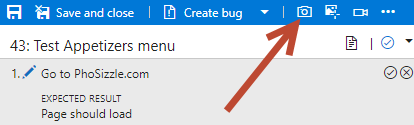 Save and close Create bug
43: Test Appetizers menu
1. Go to PhoSizzle.com
EXPECTED RESULT
Page should load